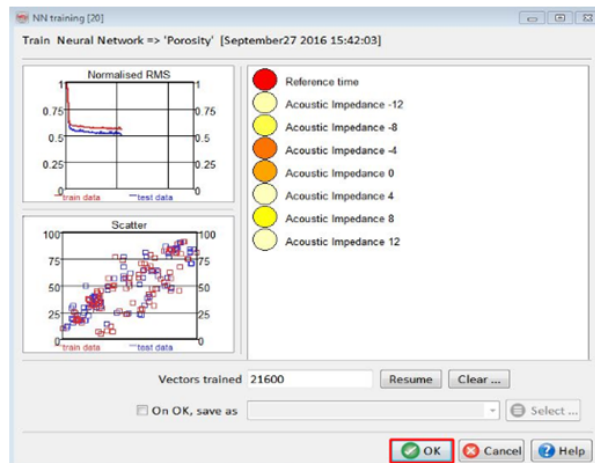 NN training [20]
Train Neural Network => 'Porosity' [September27 2016 15:42:03]
Normalised RMS
1 1
0.75 0.75
0.5 0.5
0.25 0.25
0 0
train data test data
Scatter
100 100
75 75
50 50
25 25
0 0
train data test data
Reference time
Acoustic Impedance -12
Acoustic Impedance -8
Acoustic Impedance -4
Acoustic Impedance 0
Acoustic Impedance 4
Acoustic Impedance 8
Acoustic Impedance 12
Vectors trained 21600 Resume Clear ...
On OK, save as Select ...
OK Cancel Help